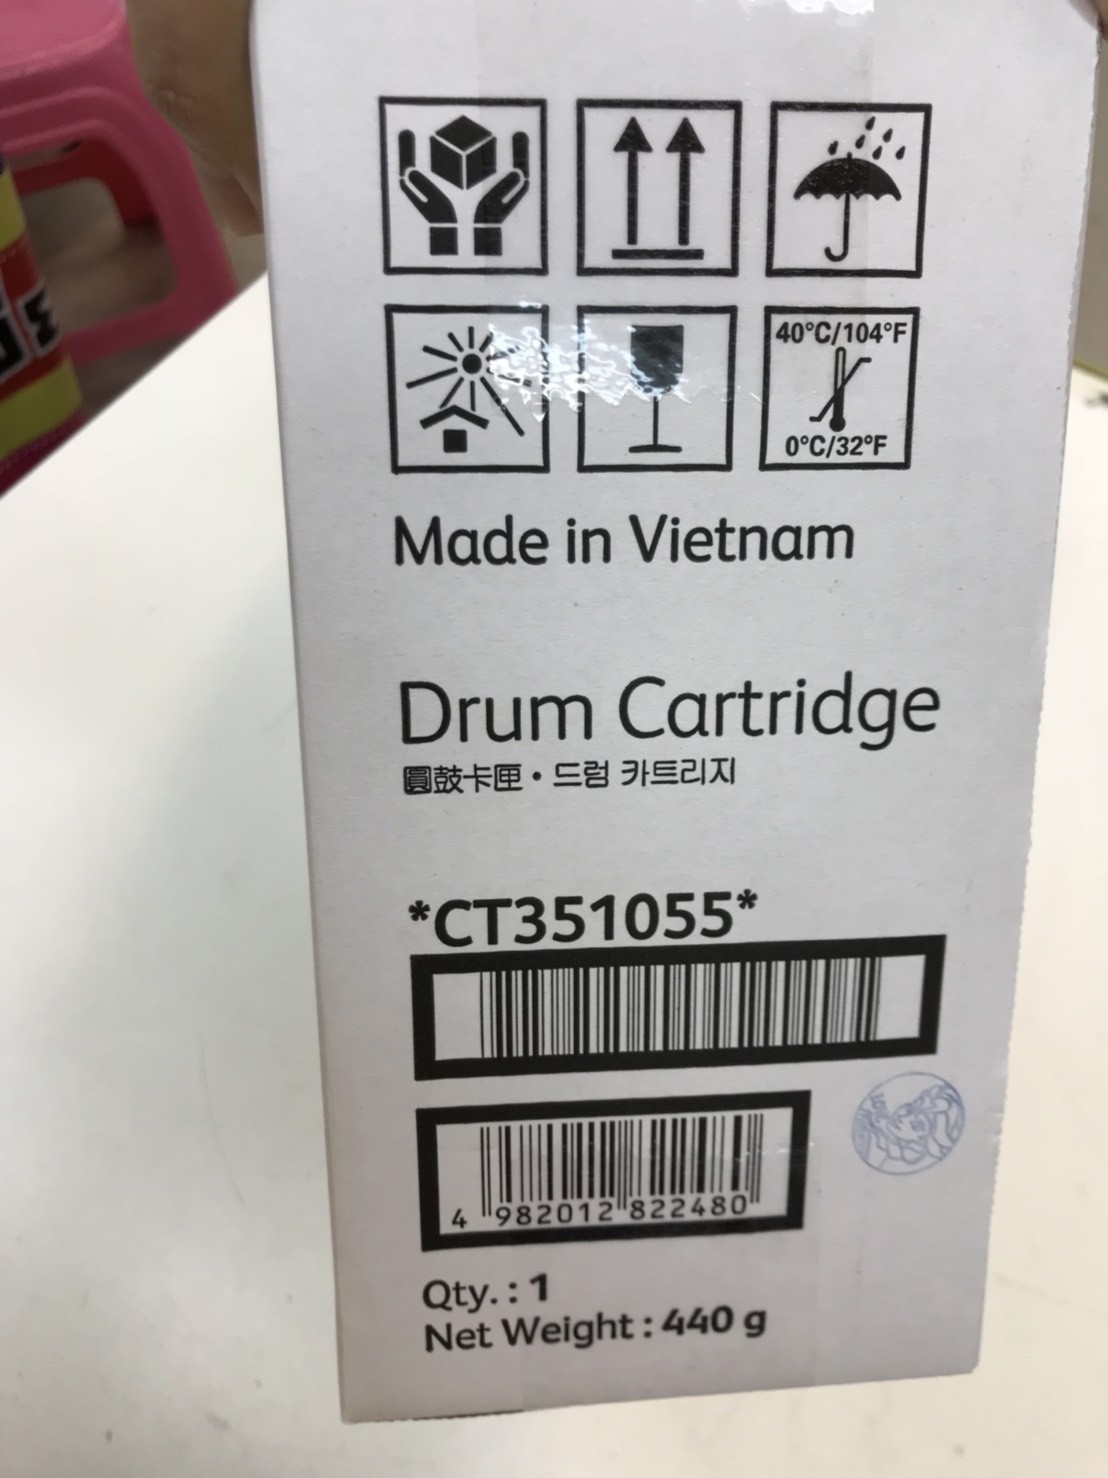 40°C/104°F
0°C/32°F
Made in Vietnam
Drum Cartridge
圓鼓卡匣・드럼 카트리지
*CT351055*
4 982012 822480
Qty. : 1
Net Weight : 440 g